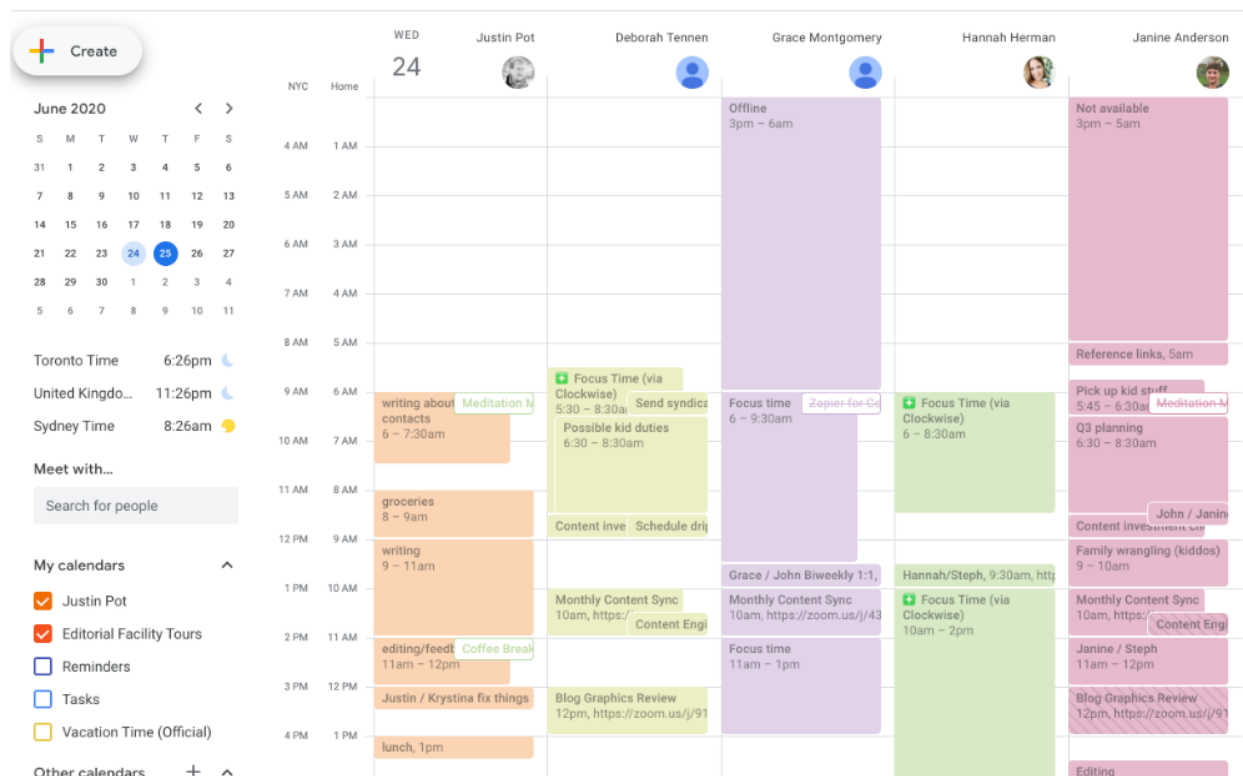 Create
June 2020
S M T W T F S
31 1 2 3 4 5 6
7 8 9 10 11 12 13
14 15 16 17 18 19 20
21 22 23 24 25 26 27
28 29 30 1 2 3 4
5 6 7 8 9 10 11
Toronto Time 6:26pm
United Kingdo... 11:26pm
Sydney Time 8:26am
Meet with...
Search for people
My calendars
Justin Pot
Editorial Facility Tours
Reminders
Tasks
Vacation Time (Official)
Other calendars
WED
24
NYC Home
4 AM 1 AM
5 AM 2 AM
6 AM 3 AM
7 AM 4 AM
8 AM 5 AM
9 AM 6 AM
10 AM 7 AM
11 AM 8 AM
12 PM 9 AM
1 PM 10 AM
2 PM 11 AM
3 PM 12 PM
4 PM 1 PM
Justin Pot
writing about
contacts
6 – 7:30am
Meditation M
groceries
8 – 9am
writing
9 – 11am
editing/feedb
11am – 12pm
Coffee Break
Justin / Krystina fix things
lunch, 1pm
Deborah Tennen
Focus Time (via
Clockwise)
5:30 – 8:30a
Send syndica
Possible kid duties
6:30 – 8:30am
Content inve
Schedule drip
Monthly Content Sync
10am, https:/
Content Engi
Blog Graphics Review
12pm, https://zoom.us/j/91
Grace Montgomery
Offline
3pm – 6am
Focus time
6 – 9:30am
Zapier for Co
Grace / John Biweekly 1:1,
Monthly Content Sync
10am, https://zoom.us/j/43
Focus time
11am – 1pm
Hannah Herman
Focus Time (via
Clockwise)
6 – 8:30am
Hannah/Steph, 9:30am, http
Focus Time (via
Clockwise)
10am – 2pm
Janine Anderson
Not available
3pm – 5am
Reference links, 5am
Pick up kid stuff
5:45 – 6:30a
Meditation M
Q3 planning
6:30 – 8:30am
John / Janin
Content investment
Family wrangling (kiddos)
9 – 10am
Monthly Content Sync
10am, https:
Content Engi
Janine / Steph
11am – 12pm
Blog Graphics Review
12pm, https://zoom.us/j/91
Editing